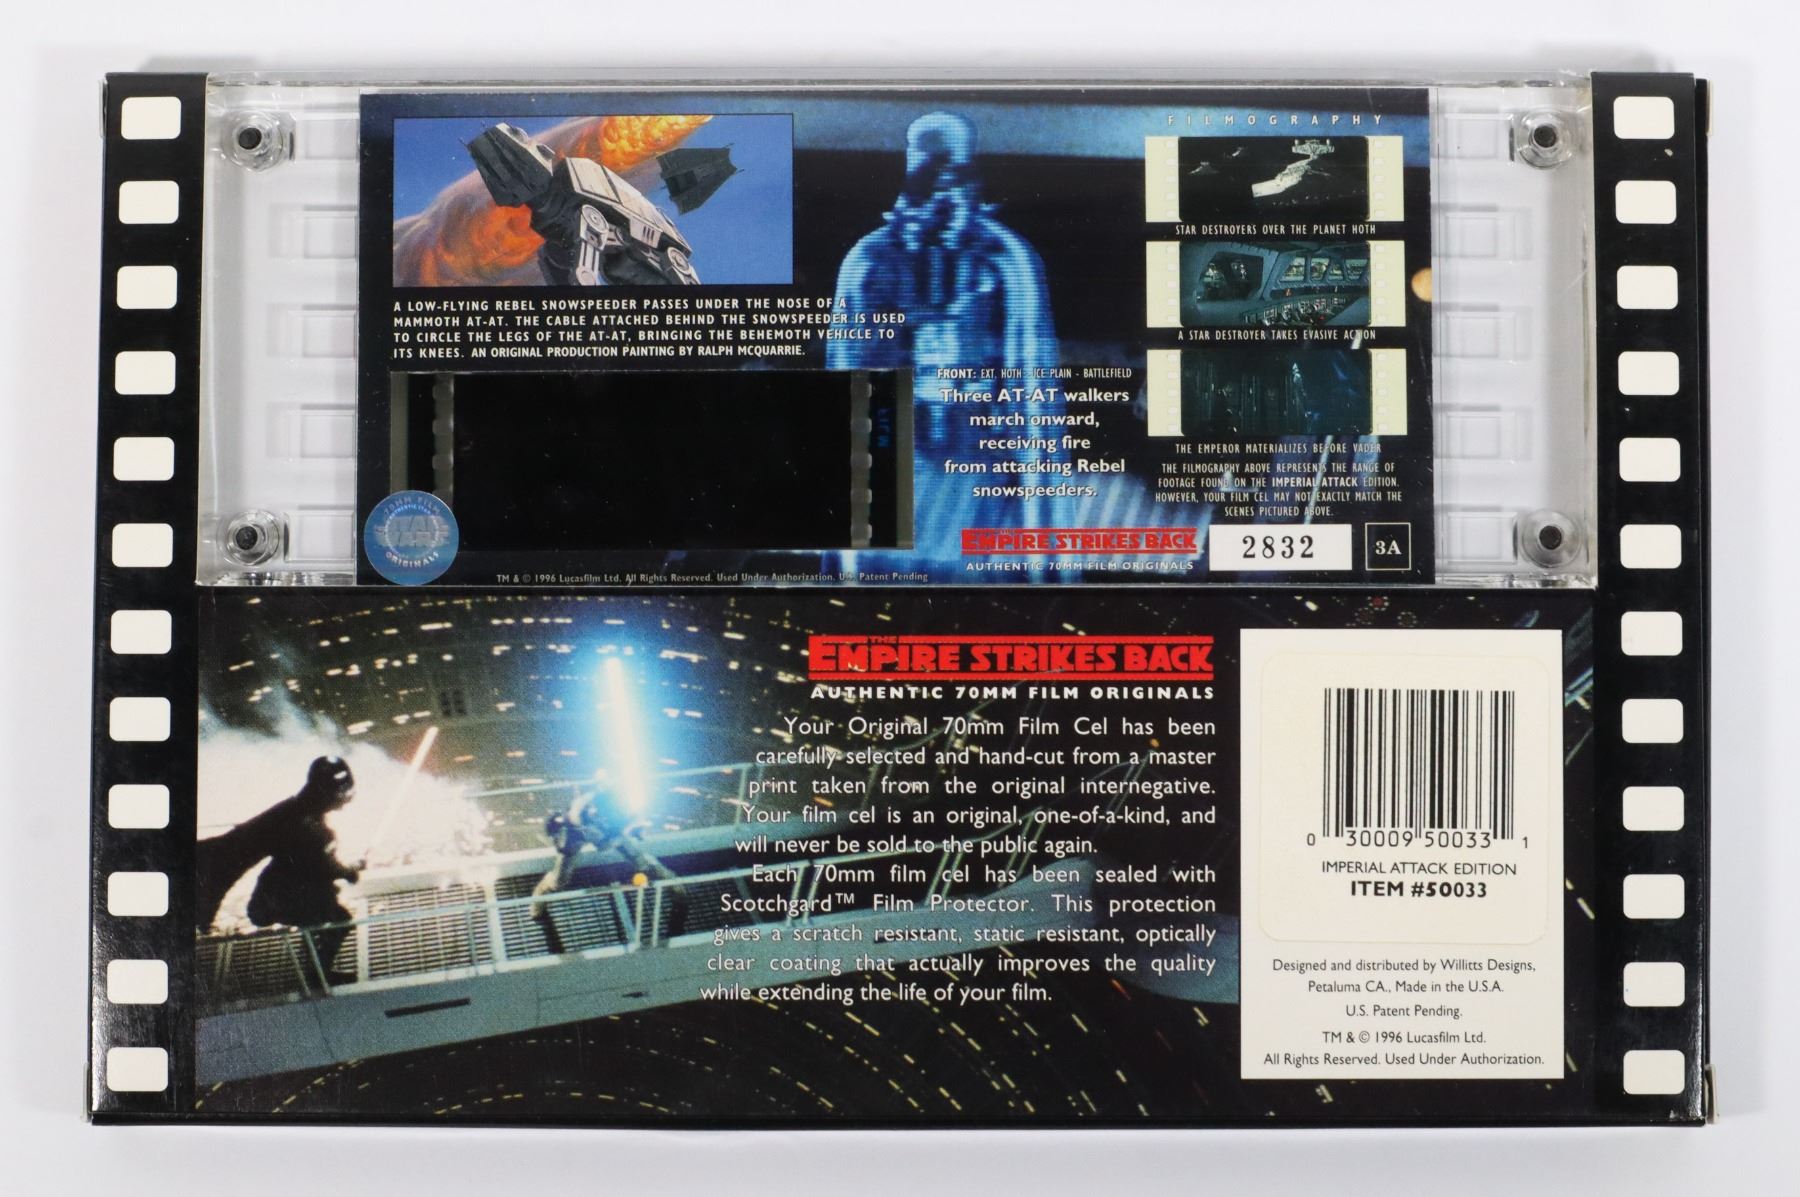 FILMOGRAPHY
STAR DESTROYERS OVER THE PLANET HOTH
A STAR DESTROYER TAKES EVASIVE ACTION
THE EMPEROR MATERIALIZES BEFORE VADER
THE FILMOGRAPHY ABOVE REPRESENTS THE RANGE OF
FOOTAGE FOUND ON THE IMPERIAL ATTACK EDITION.
HOWEVER, YOUR FILM CEL MAY NOT EXACTLY MATCH THE
SCENES PICTURED ABOVE.
A LOW-FLYING REBEL SNOWSPEEDER PASSES UNDER THE NOSE OF A
MAMMOTH AT-AT. THE CABLE ATTACHED BEHIND THE SNOWSPEEDER IS USED
TO CIRCLE THE LEGS OF THE AT-AT, BRINGING THE BEHEMOTH VEHICLE TO
ITS KNEES. AN ORIGINAL PRODUCTION PAINTING BY RALPH MCQUARRIE.
FRONT: EXT. HOTH - ICE PLAIN - BATTLEFIELD
Three AT-AT walkers
march onward,
receiving fire
from attacking Rebel
snowspeeders.
FILM
70MM FILM
AUTHENTIC STAR
STAR
WARS
ORIGINALS
THE
EMPIRE STRIKES BACK
AUTHENTIC 70MM FILM ORIGINALS
2832
3A
TM & © 1996 Lucasfilm Ltd. All Rights Reserved. Used Under Authorization. U.S. Patent Pending
THE
EMPIRE STRIKES BACK
AUTHENTIC 70MM FILM ORIGINALS
Your Original 70mm Film Cel has been
carefully selected and hand-cut from a master
print taken from the original internegative.
Your film cel is an original, one-of-a-kind, and
will never be sold to the public again.
Each 70mm film cel has been sealed with
Scotchgard™ Film Protector. This protection
gives a scratch resistant, static resistant, optically
clear coating that actually improves the quality
while extending the life of your film.
0 30009 50033 1
IMPERIAL ATTACK EDITION
ITEM #50033
Designed and distributed by Willitts Designs,
Petaluma CA., Made in the U.S.A.
U.S. Patent Pending.
TM & © 1996 Lucasfilm Ltd.
All Rights Reserved. Used Under Authorization.